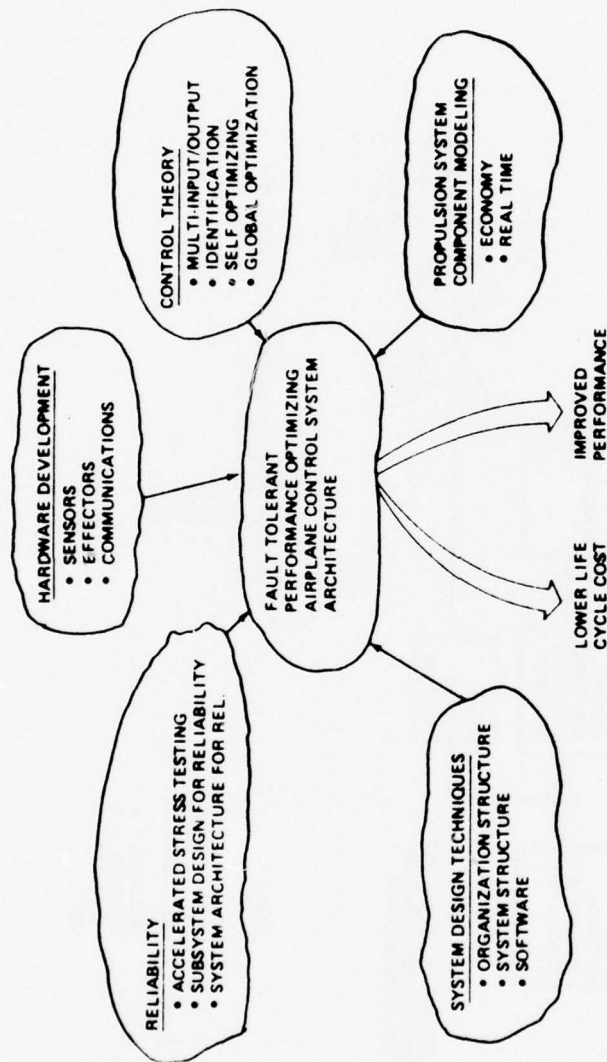 HARDWARE DEVELOPMENT
• SENSORS
• EFFECTORS
• COMMUNICATIONS
RELIABILITY
• ACCELERATED STRESS TESTING
• SUBSYSTEM DESIGN FOR RELIABILITY
• SYSTEM ARCHITECTURE FOR REL.
CONTROL THEORY
• MULTI-INPUT/OUTPUT
• IDENTIFICATION
• SELF OPTIMIZING
• GLOBAL OPTIMIZATION
FAULT TOLERANT
PERFORMANCE OPTIMIZING
AIRPLANE CONTROL SYSTEM
ARCHITECTURE
SYSTEM DESIGN TECHNIQUES
• ORGANIZATION STRUCTURE
• SYSTEM STRUCTURE
• SOFTWARE
PROPULSION SYSTEM
COMPONENT MODELING
• ECONOMY
• REAL TIME
LOWER LIFE
CYCLE COST
IMPROVED
PERFORMANCE